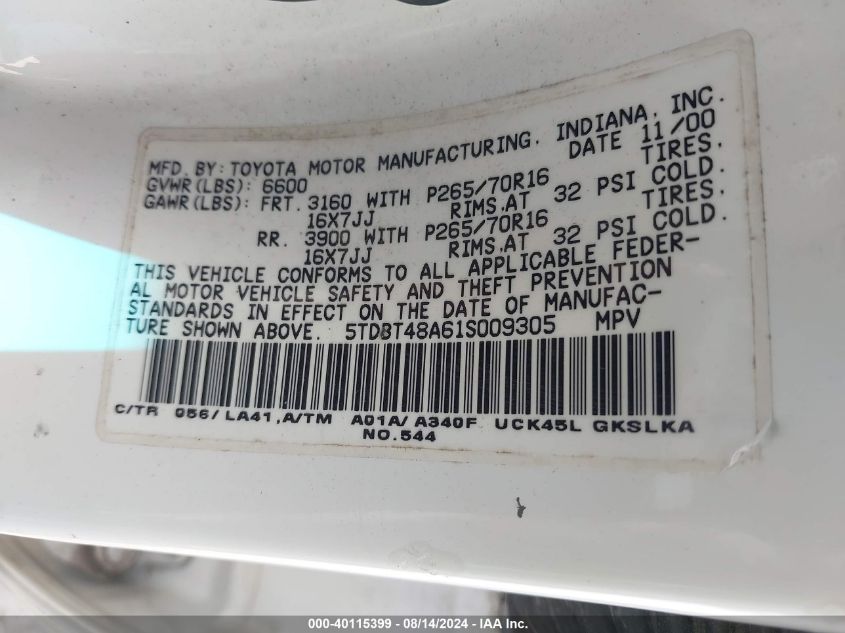 MFD. BY: TOYOTA MOTOR MANUFACTURING, INDIANA, INC.
GVWR(LBS): 6600 DATE 11/00
GAWR(LBS): FRT. 3160 WITH P265/70R16 TIRES,
16X7JJ RIMS,AT 32 PSI COLD.
RR. 3900 WITH P265/70R16 TIRES,
16X7JJ RIMS,AT 32 PSI COLD.
THIS VEHICLE CONFORMS TO ALL APPLICABLE FEDER-
AL MOTOR VEHICLE SAFETY AND THEFT PREVENTION
STANDARDS IN EFFECT ON THE DATE OF MANUFAC-
TURE SHOWN ABOVE. 5TDBT48A61S009305 MPV
C/TR 056/LA41,A/TM A01A/A340F UCK45L GKSLKA
NO.544
000-40115399 - 08/14/2024 - IAAI Inc.